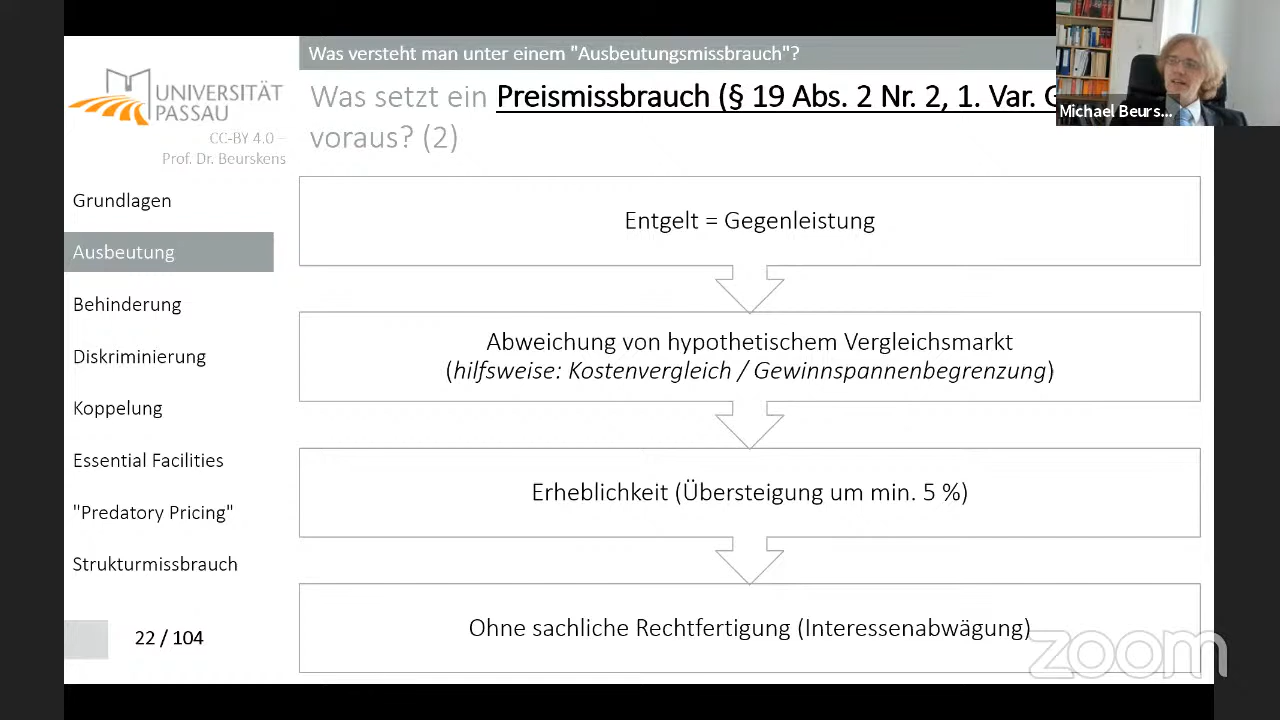 Was versteht man unter einem "Ausbeutungsmissbrauch"?
Was setzt ein Preismissbrauch (§ 19 Abs. 2 Nr. 2, 1. Var.
voraus? (2)
Michael Beurs...
UNIVERSITÄT
PASSAU
CC-BY 4.0 –
Prof. Dr. Beurskens
Grundlagen
Ausbeutung
Behinderung
Diskriminierung
Koppelung
Essential Facilities
"Predatory Pricing"
Strukturmissbrauch
22 / 104
Entgelt = Gegenleistung
Abweichung von hypothetischem Vergleichsmarkt
(hilfsweise: Kostenvergleich / Gewinnspannenbegrenzung)
Erheblichkeit (Übersteigung um min. 5 %)
Ohne sachliche Rechtfertigung (Interessenabwägung)
zoom